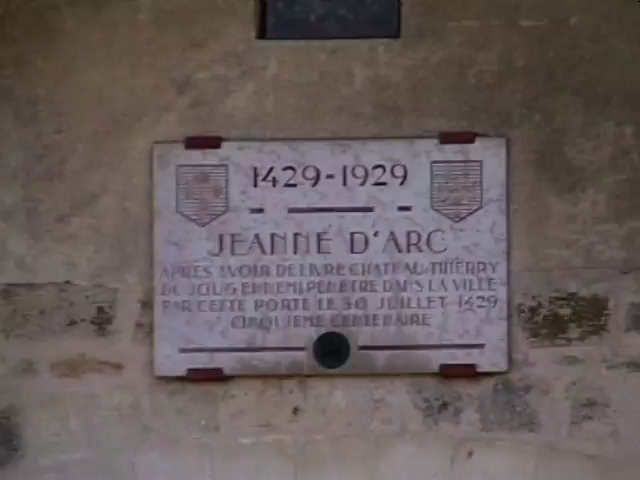 1429-1929
JEANNE D'ARC
APRES AVOIR DELIVRE CHATEAU-THIERRY
DU JOUG ENNEMI PENETRE DANS LA VILLE
PAR CETTE PORTE LE 30 JUILLET 1429
CINQUIEME CENTENAIRE